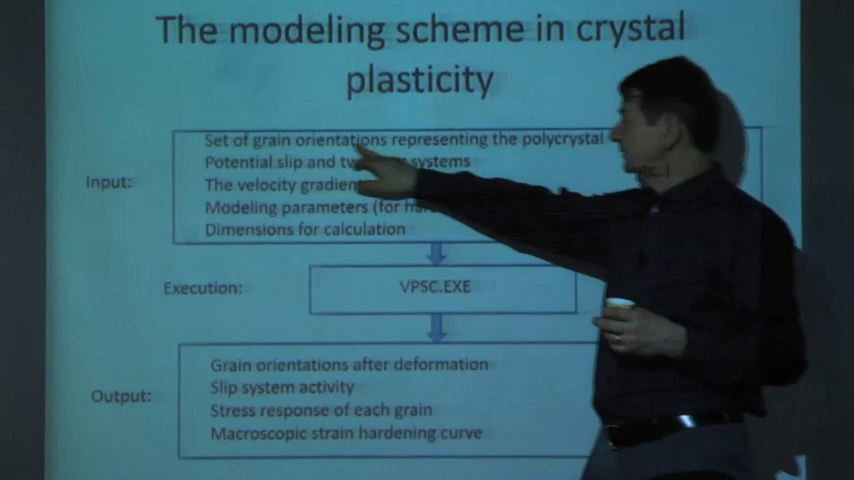 The modeling scheme in crystal
plasticity
Set of grain orientations representing the polycrystal
Potential slip and systems
Input:
The velocity gradien
Modeling parameters (for ha
Dimensions for calculation
Execution:
VPSC.EXE
Grain orientations after deformation
Slip system activity
Output:
Stress response of each grain
Macroscopic strain hardening curve